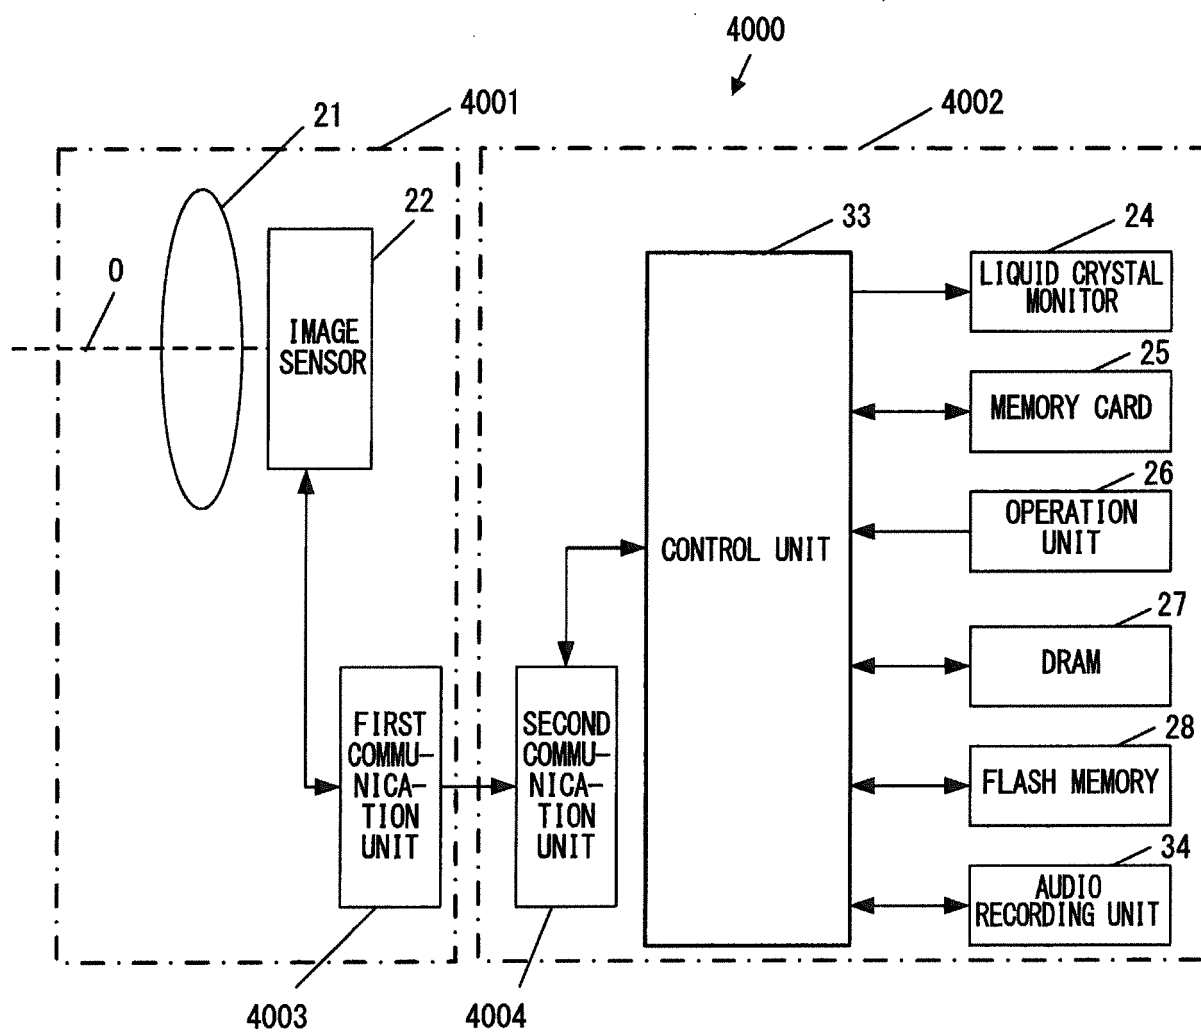 4000
4001
4002
21
22
33
24
O
IMAGE
SENSOR
LIQUID CRYSTAL
MONITOR
25
MEMORY CARD
26
OPERATION
UNIT
CONTROL UNIT
27
DRAM
FIRST
COMMU-
NICA-
TION
UNIT
SECOND
COMMU-
NICA-
TION
UNIT
28
FLASH MEMORY
34
AUDIO
RECORDING UNIT
4003
4004